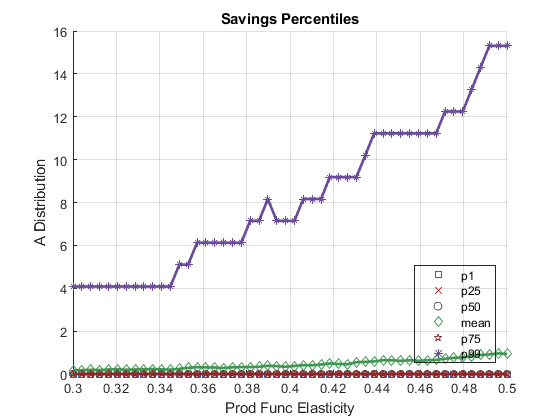 Savings Percentiles
16
14
12
10
8
6
4
2
0
A Distribution
p1
p25
p50
mean
p75
p99
0.3 0.32 0.34 0.36 0.38 0.4 0.42 0.44 0.46 0.48 0.5
Prod Func Elasticity